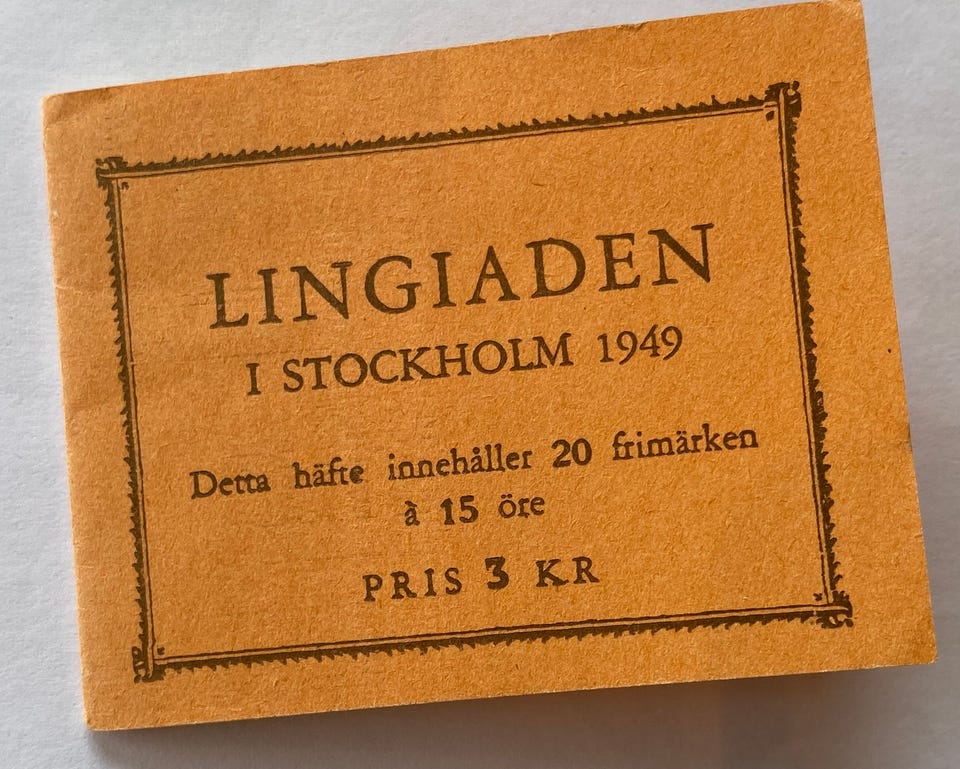 LINGIADEN
I STOCKHOLM 1949
Detta häfte innehåller 20 frimärken
à 15 öre
PRIS 3 KR